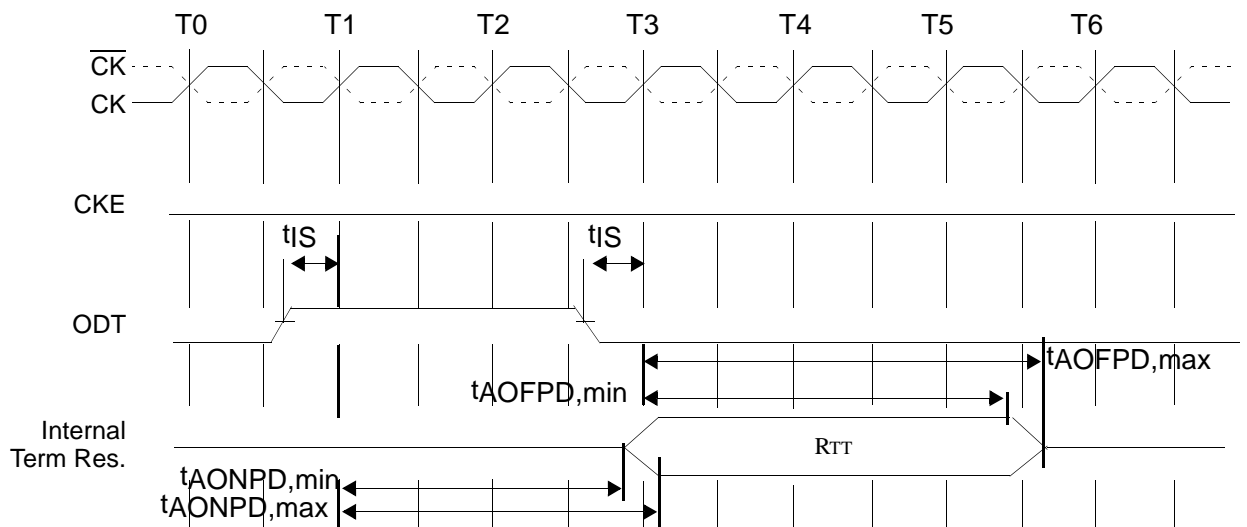 T0 T1 T2 T3 T4 T5 T6
CK
CK
CKE
tIS tIS
ODT
tAOFPD,max
tAOFPD,min
Internal
Term Res.
RTT
tAONPD,min
tAONPD,max